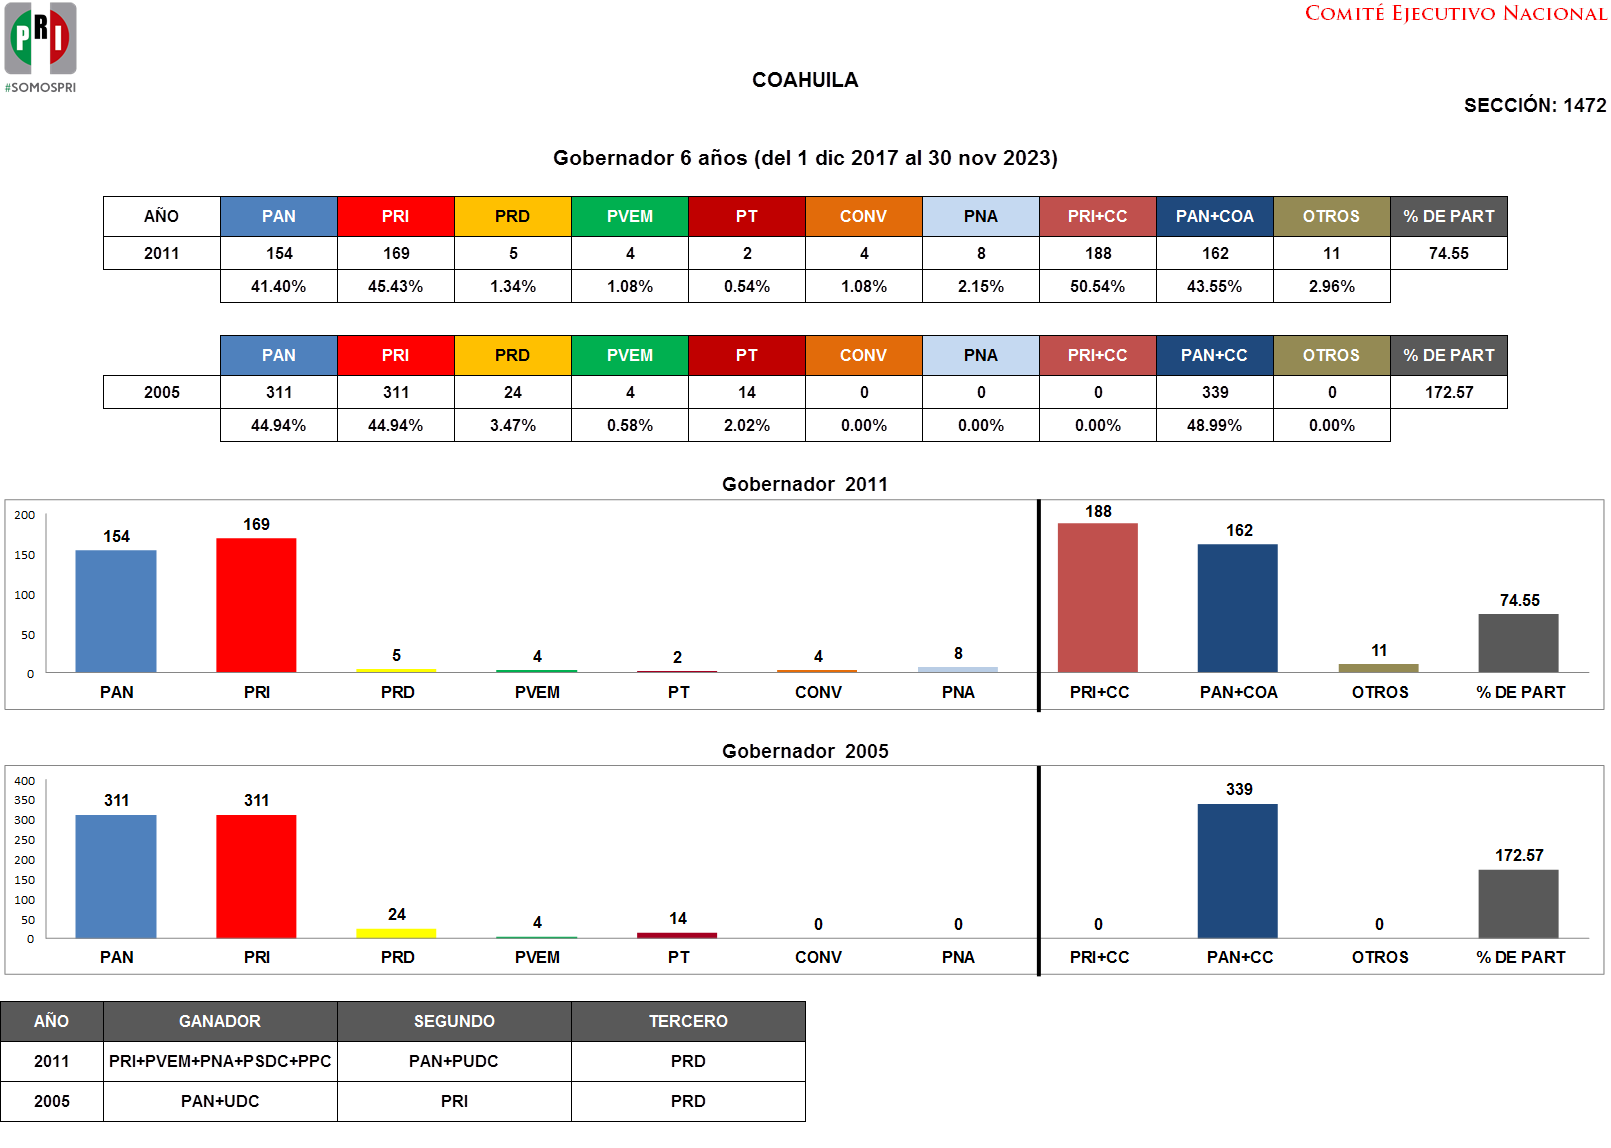 PRI
#SOMOSPRI
COMITÉ EJECUTIVO NACIONAL
COAHUILA
SECCIÓN: 1472
Gobernador 6 años (del 1 dic 2017 al 30 nov 2023)
AÑO PAN PRI PRD PVEM PT CONV PNA PRI+CC PAN+COA OTROS % DE PART
2011 154 169 5 4 2 4 8 188 162 11 74.55
41.40% 45.43% 1.34% 1.08% 0.54% 1.08% 2.15% 50.54% 43.55% 2.96%
PAN PRI PRD PVEM PT CONV PNA PRI+CC PAN+CC OTROS % DE PART
2005 311 311 24 4 14 0 0 0 339 0 172.57
44.94% 44.94% 3.47% 0.58% 2.02% 0.00% 0.00% 0.00% 48.99% 0.00%
Gobernador 2011
200
150
100
50
0
154 169 5 4 2 4 8 188 162 11 74.55
PAN PRI PRD PVEM PT CONV PNA PRI+CC PAN+COA OTROS % DE PART
Gobernador 2005
400
350
300
250
200
150
100
50
0
311 311 24 4 14 0 0 0 339 0 172.57
PAN PRI PRD PVEM PT CONV PNA PRI+CC PAN+CC OTROS % DE PART
AÑO GANADOR SEGUNDO TERCERO
2011 PRI+PVEM+PNA+PSDC+PPC PAN+PUDC PRD
2005 PAN+UDC PRI PRD